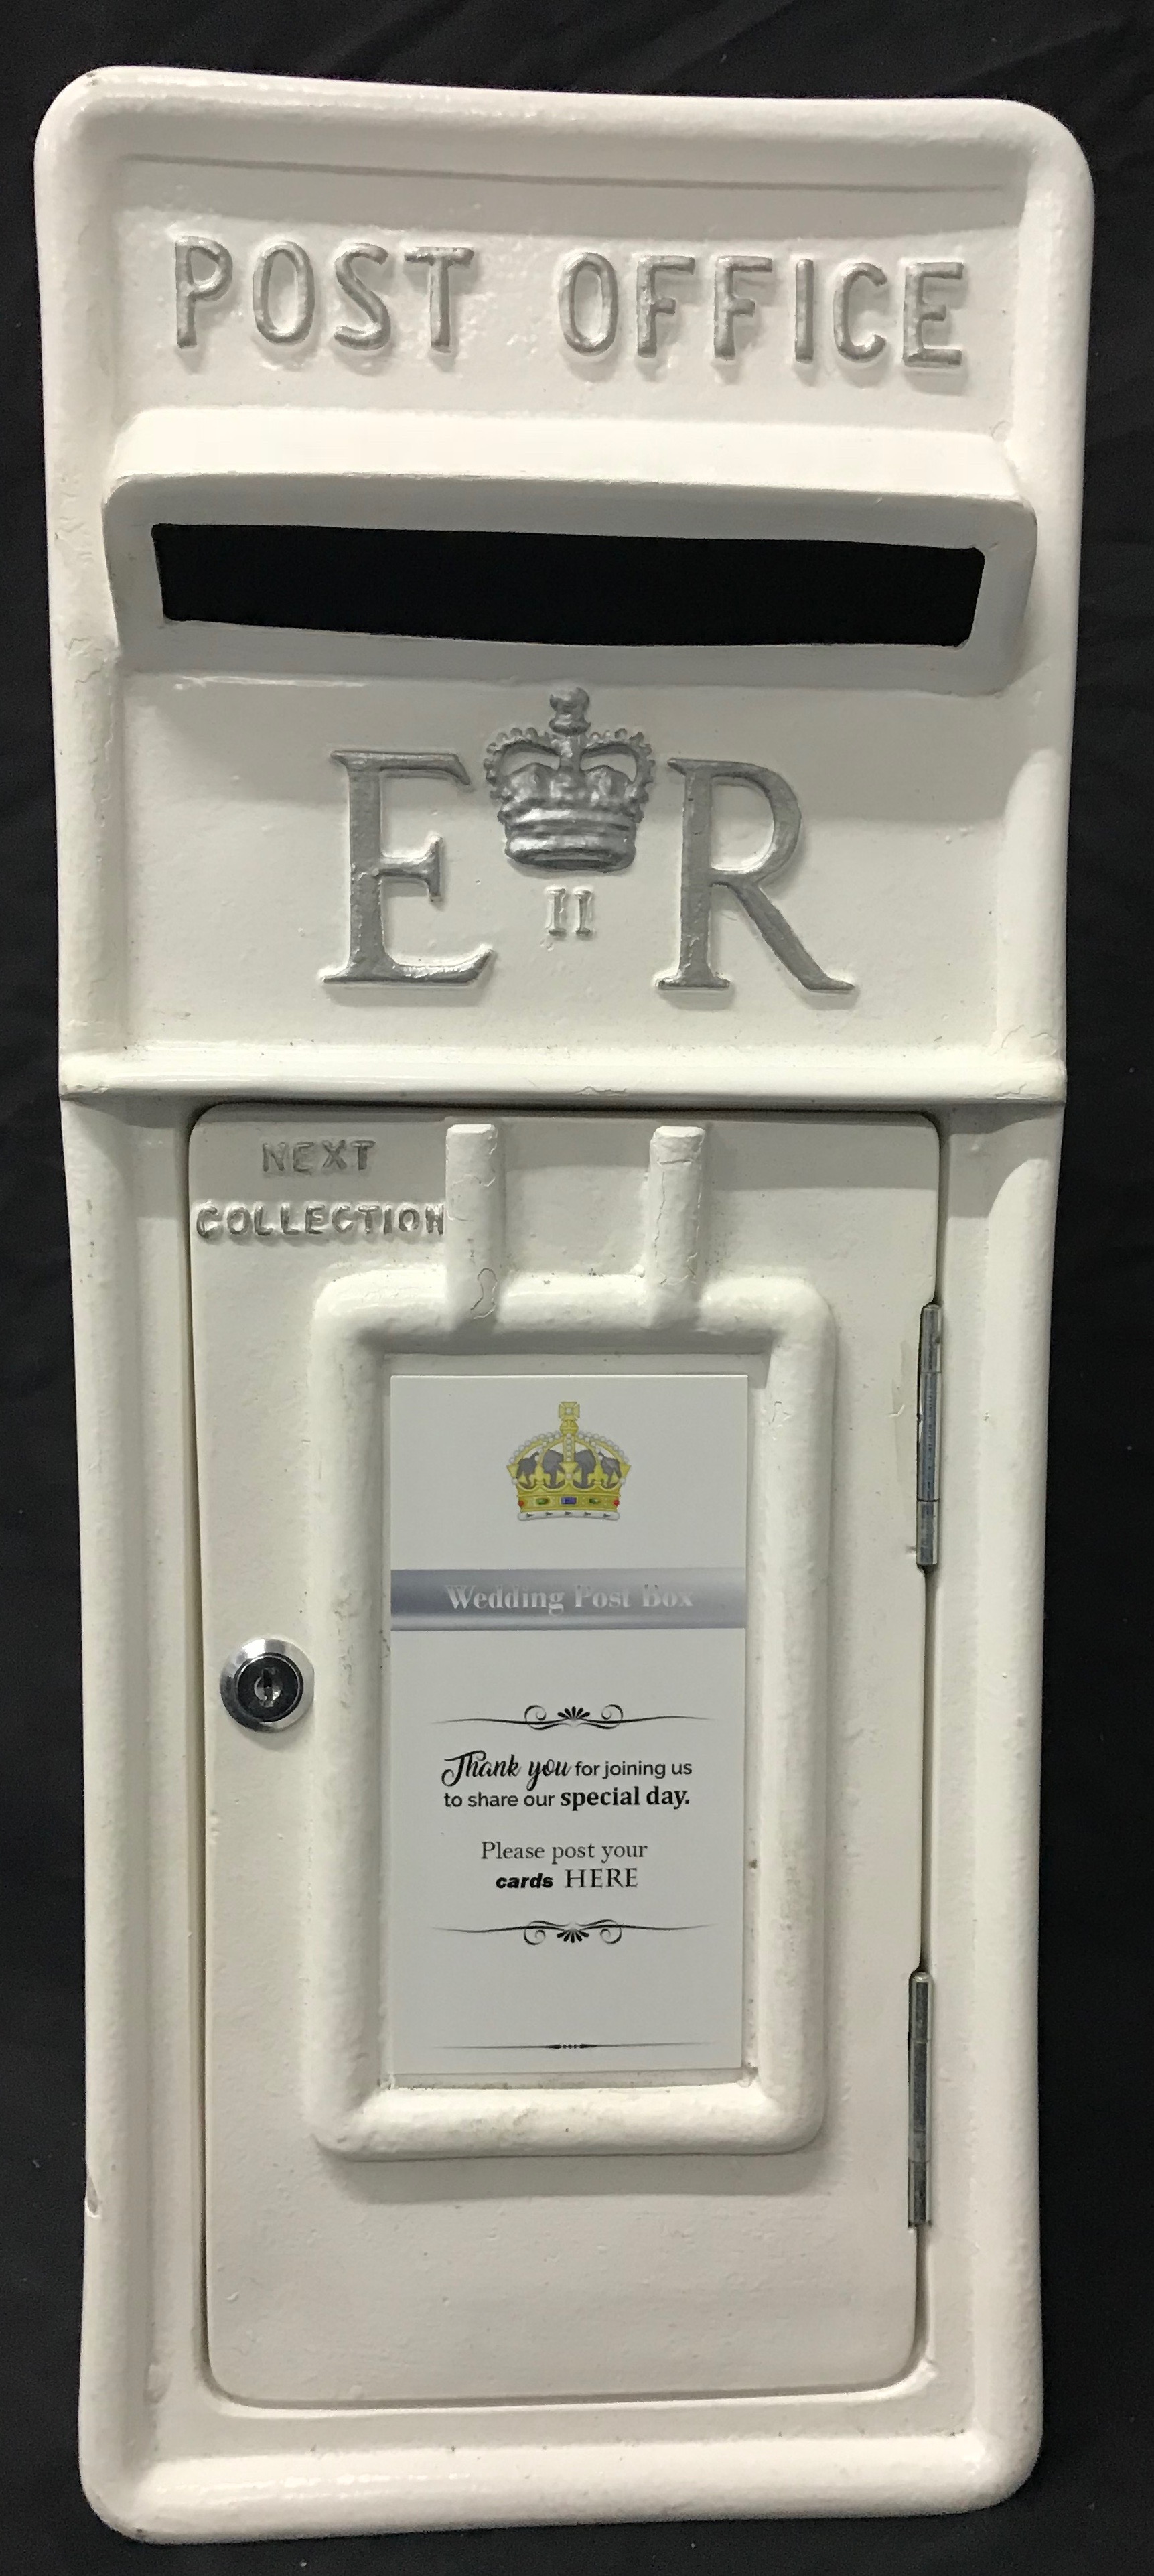 POST OFFICE
E II R
NEXT
COLLECTION
Wedding Post Box
Thank you for joining us
to share our special day.
Please post your
cards HERE